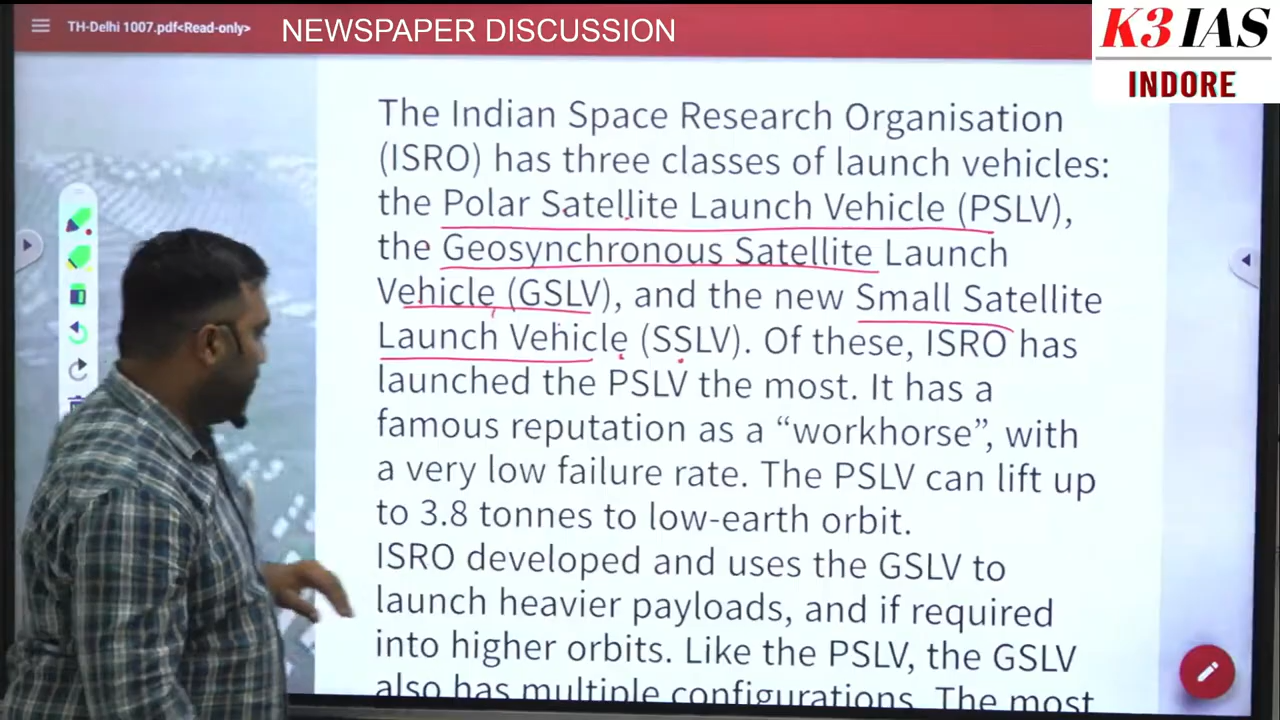 TH-Delhi 1007.pdf<Read-only>
NEWSPAPER DISCUSSION
K3 IAS
INDORE
The Indian Space Research Organisation
(ISRO) has three classes of launch vehicles:
the Polar Satellite Launch Vehicle (PSLV),
the Geosynchronous Satellite Launch
Vehicle (GSLV), and the new Small Satellite
Launch Vehicle (SSLV). Of these, ISRO has
launched the PSLV the most. It has a
famous reputation as a “workhorse”, with
a very low failure rate. The PSLV can lift up
to 3.8 tonnes to low-earth orbit.
ISRO developed and uses the GSLV to
launch heavier payloads, and if required
into higher orbits. Like the PSLV, the GSLV
also has multiple configurations. The most